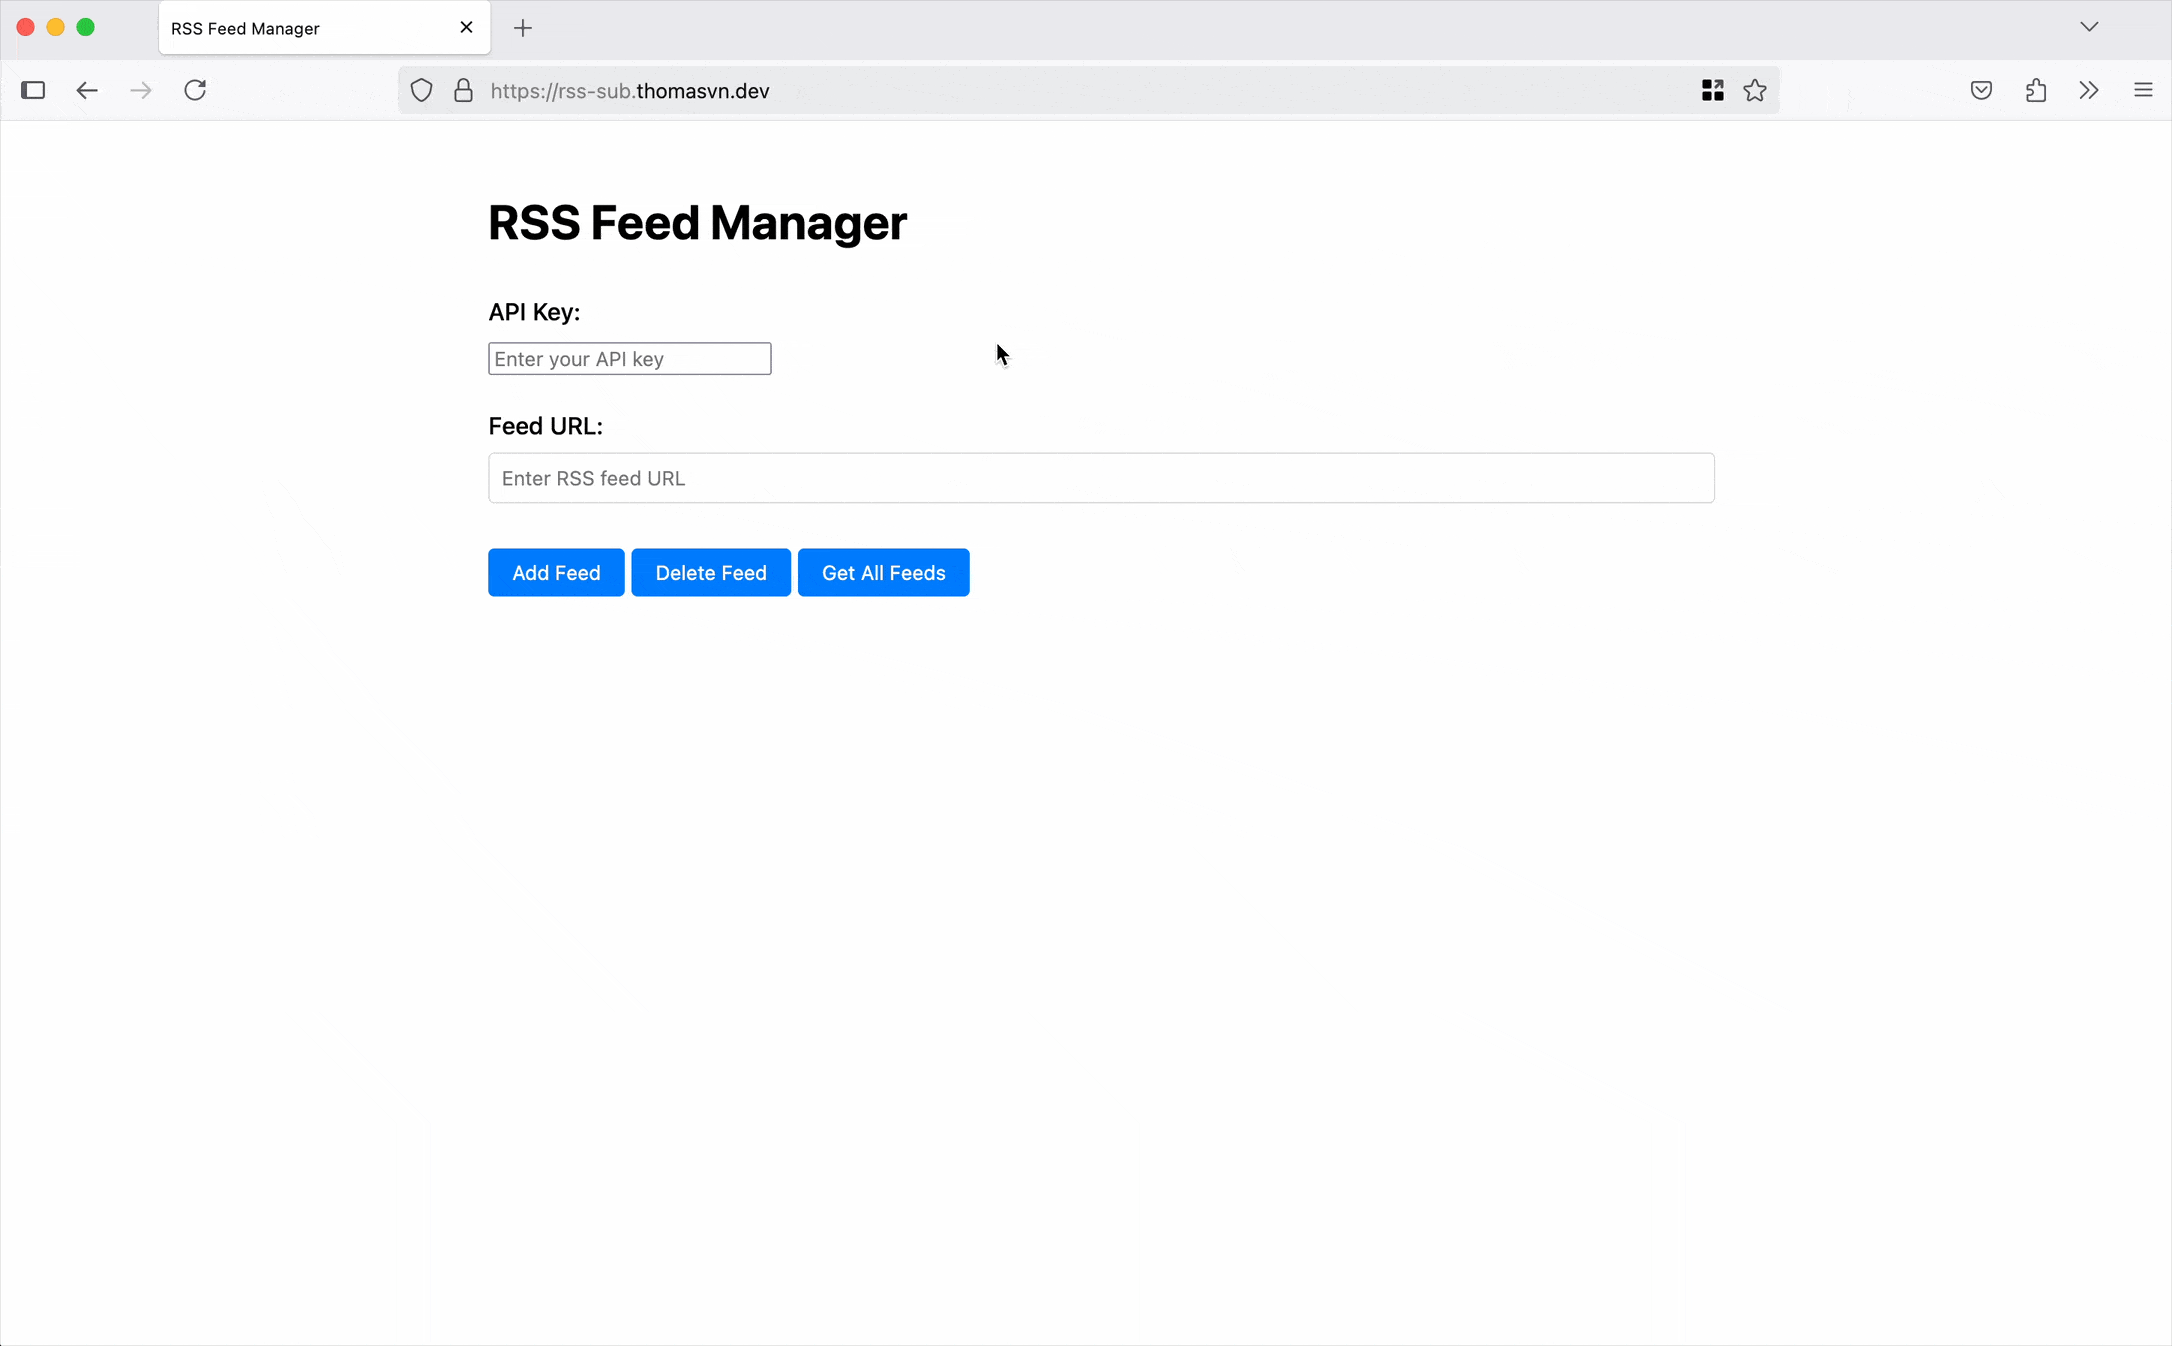 RSS Feed Manager
https://rss-sub.thomasvn.dev
RSS Feed Manager
API Key:
Enter your API key
Feed URL:
Enter RSS feed URL
Add Feed Delete Feed Get All Feeds